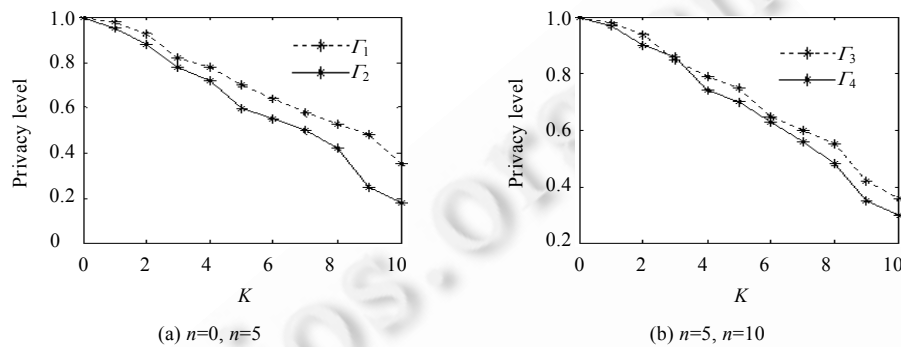 1.0
0.8
0.6
0.4
0.2
0
Privacy level
0 2 4 6 8 10
K
Γ1
Γ2
(a) n=0, n=5
1.0
0.8
0.6
0.4
0.2
Privacy level
0 2 4 6 8 10
K
Γ3
Γ4
(b) n=5, n=10